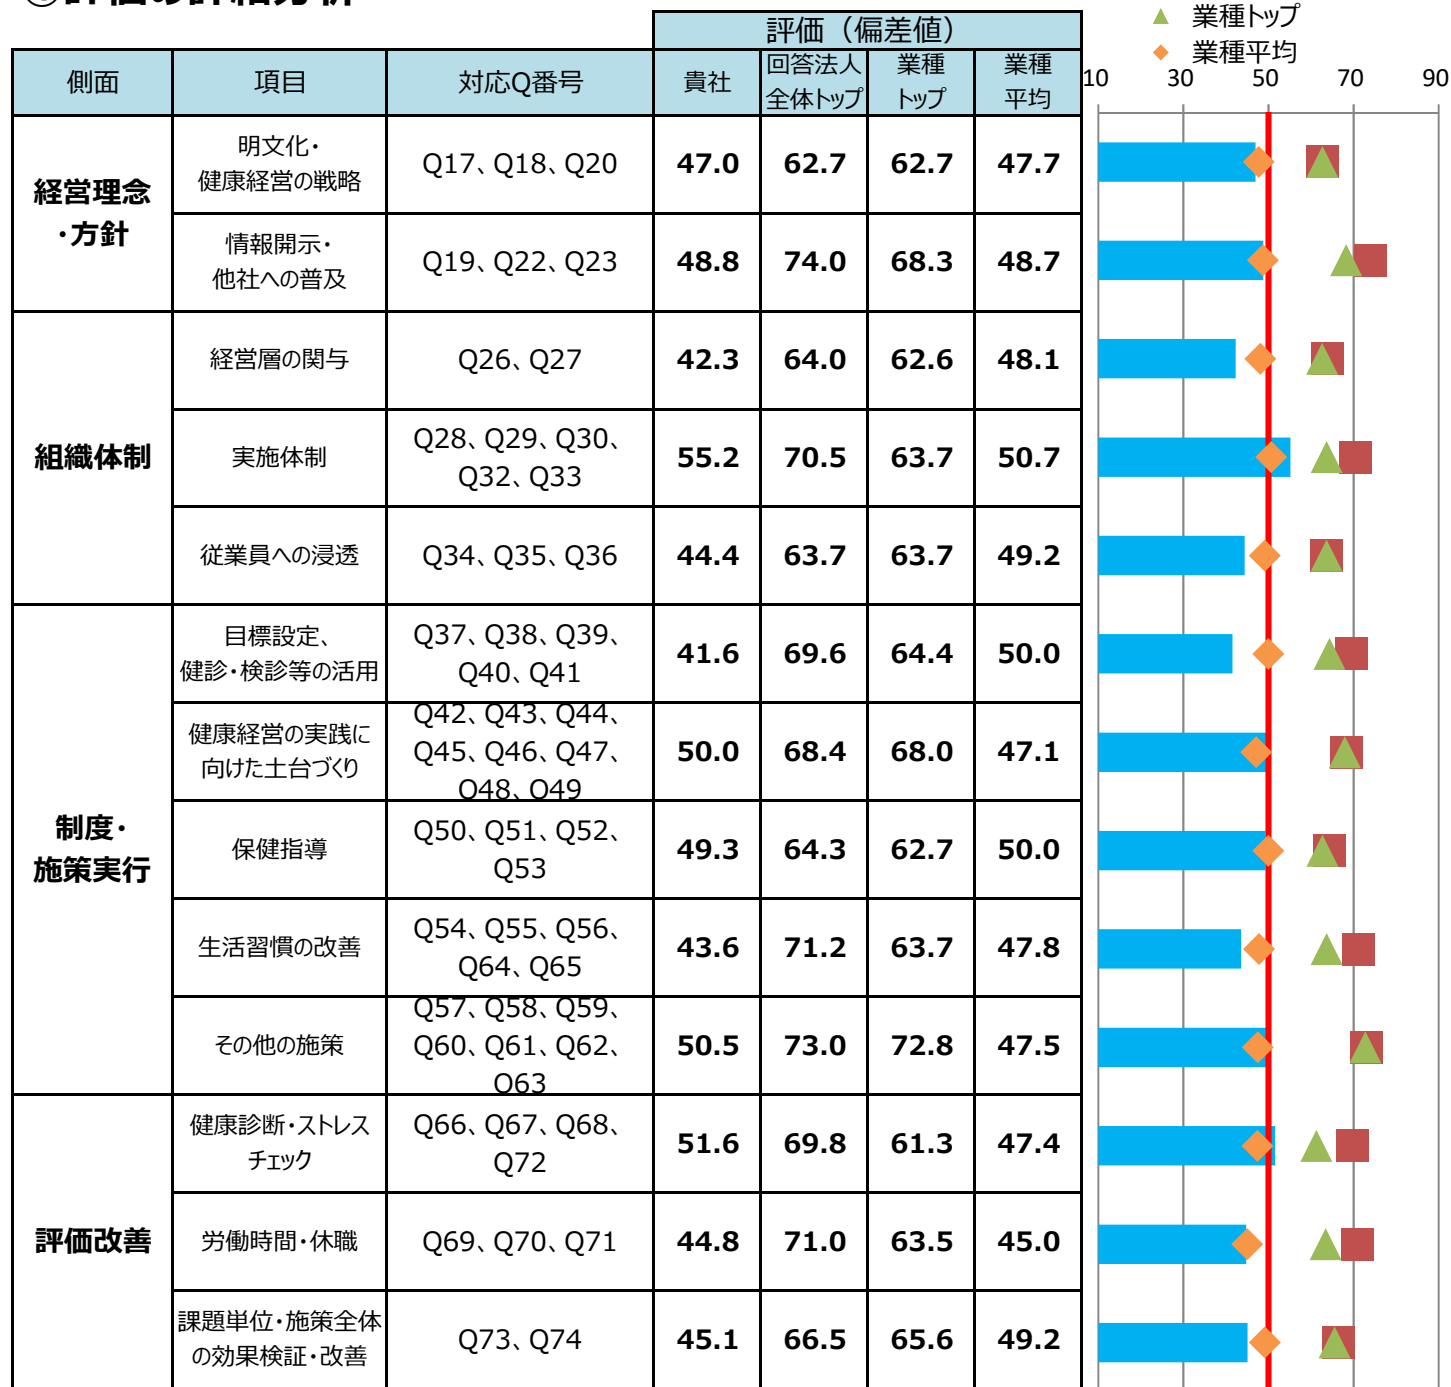 業種トップ
業種平均
評価（偏差値）
側面 項目 対応Q番号 貴社 回答法人 業種 業種
全体トップ トップ 平均
10 30 50 70 90
経営理念
・方針
明文化・
健康経営の戦略
Q17、Q18、Q20
47.0 62.7 62.7 47.7
情報開示・
他社への普及
Q19、Q22、Q23
48.8 74.0 68.3 48.7
組織体制
経営層の関与
Q26、Q27
42.3 64.0 62.6 48.1
実施体制
Q28、Q29、Q30、
Q32、Q33
55.2 70.5 63.7 50.7
従業員への浸透
Q34、Q35、Q36
44.4 63.7 63.7 49.2
制度・
施策実行
目標設定、
健診・検診等の活用
Q37、Q38、Q39、
Q40、Q41
41.6 69.6 64.4 50.0
健康経営の実践に
向けた土台づくり
Q42、Q43、Q44、
Q45、Q46、Q47、
Q48、Q49
50.0 68.4 68.0 47.1
保健指導
Q50、Q51、Q52、
Q53
49.3 64.3 62.7 50.0
生活習慣の改善
Q54、Q55、Q56、
Q64、Q65
43.6 71.2 63.7 47.8
その他の施策
Q57、Q58、Q59、
Q60、Q61、Q62、
Q63
50.5 73.0 72.8 47.5
評価改善
健康診断・ストレス
チェック
Q66、Q67、Q68、
Q72
51.6 69.8 61.3 47.4
労働時間・休職
Q69、Q70、Q71
44.8 71.0 63.5 45.0
課題単位・施策全体
の効果検証・改善
Q73、Q74
45.1 66.5 65.6 49.2